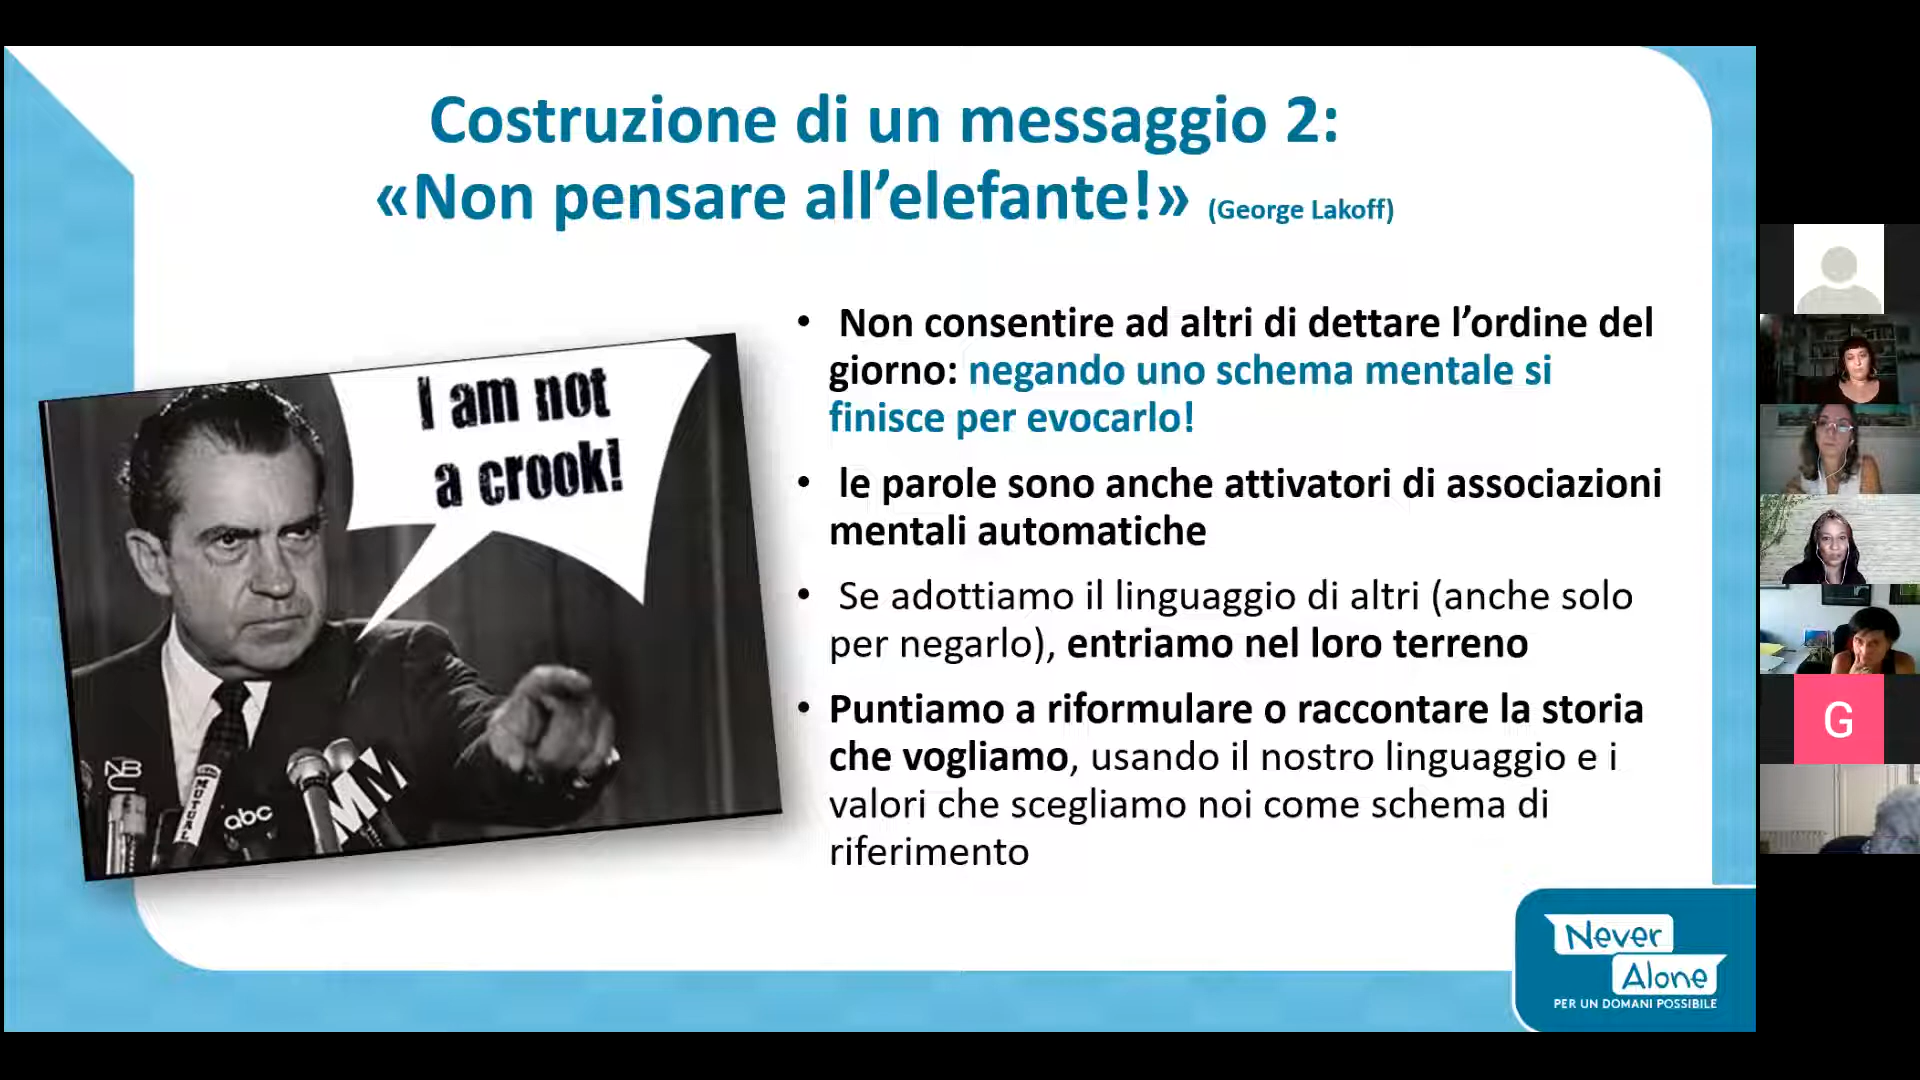 Costruzione di un messaggio 2:
«Non pensare all’elefante!» (George Lakoff)
I am not
a crook!
• Non consentire ad altri di dettare l’ordine del
giorno: negando uno schema mentale si
finisce per evocarlo!
• le parole sono anche attivatori di associazioni
mentali automatiche
• Se adottiamo il linguaggio di altri (anche solo
per negarlo), entriamo nel loro terreno
• Puntiamo a riformulare o raccontare la storia
che vogliamo, usando il nostro linguaggio e i
valori che scegliamo noi come schema di
riferimento
NBC
MUTUAL
abc
Never
Alone
PER UN DOMANI POSSIBILE
G